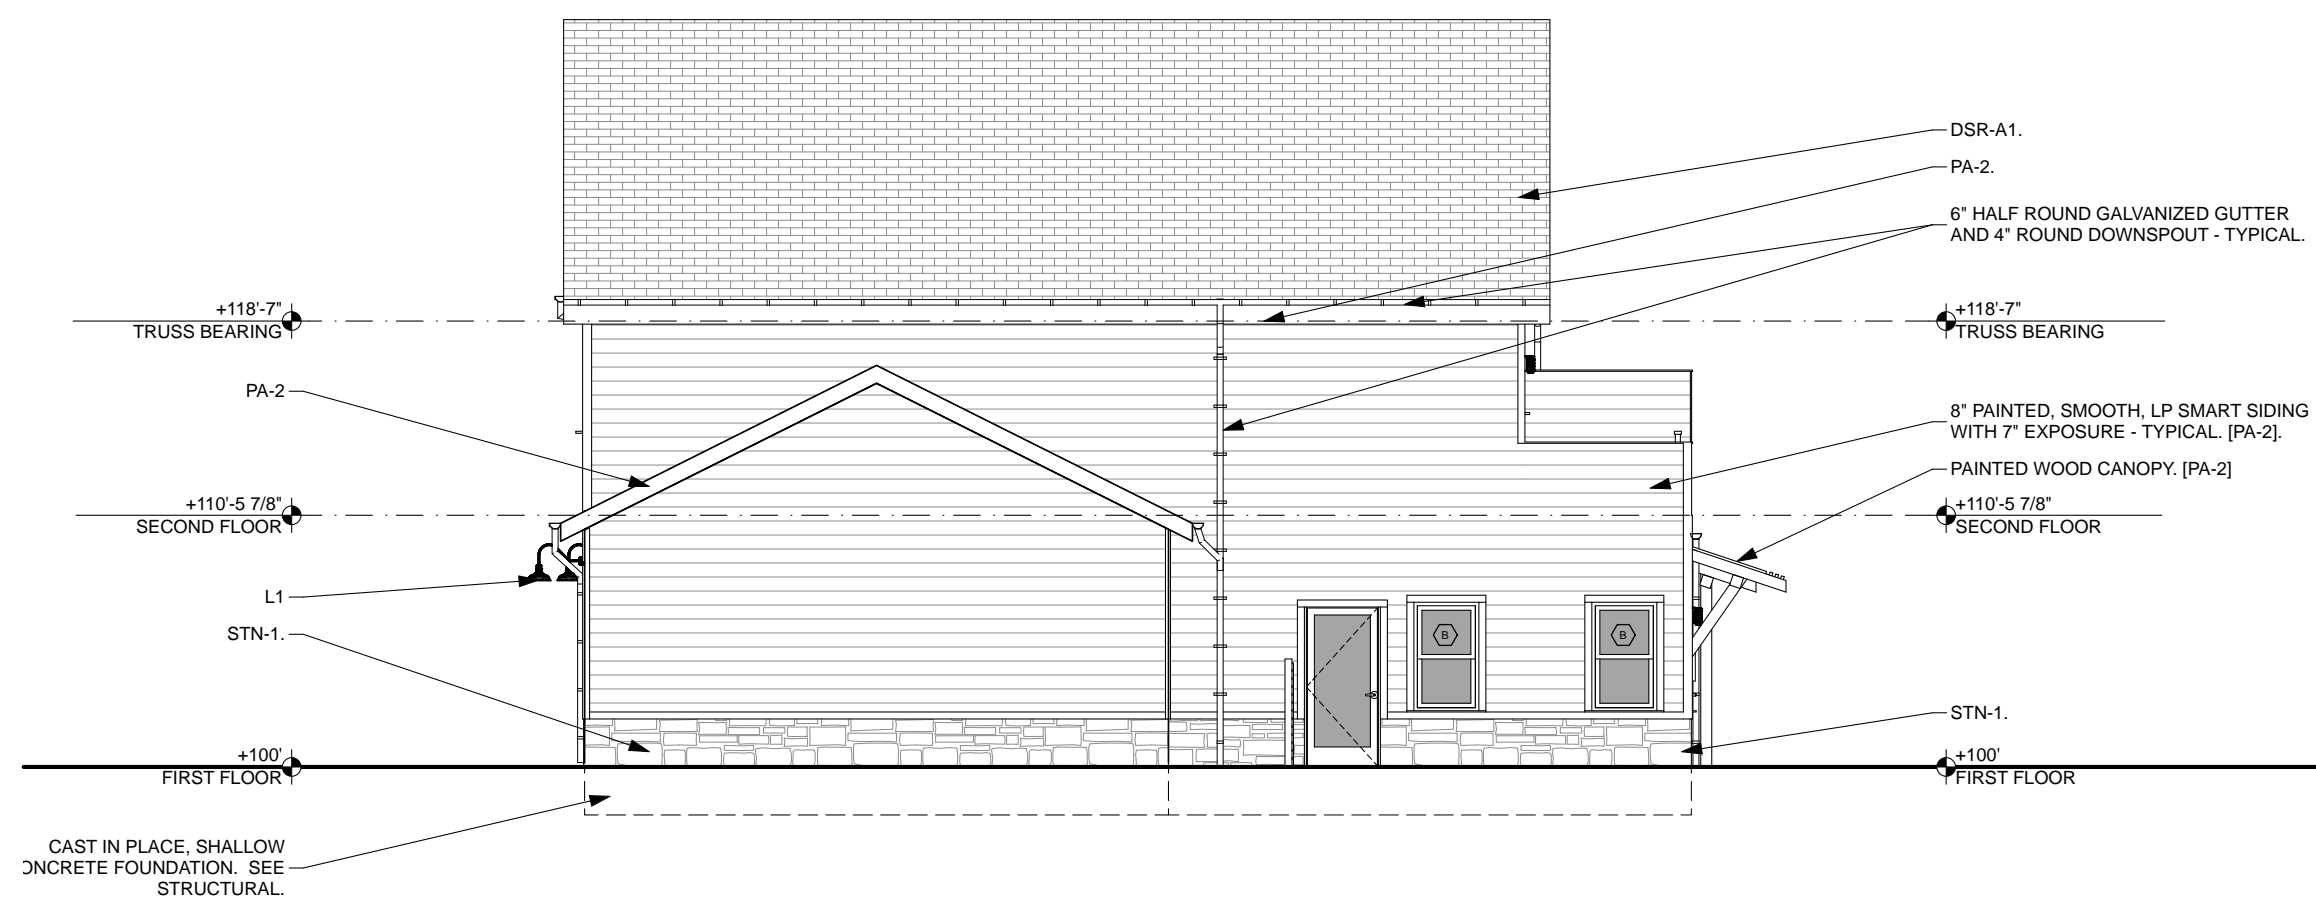 DSR-A1.
PA-2.
6" HALF ROUND GALVANIZED GUTTER
AND 4" ROUND DOWNSPOUT - TYPICAL.
+118'-7"
TRUSS BEARING
+118'-7"
TRUSS BEARING
PA-2
8" PAINTED, SMOOTH, LP SMART SIDING
WITH 7" EXPOSURE - TYPICAL. [PA-2].
PAINTED WOOD CANOPY. [PA-2]
+110'-5 7/8"
SECOND FLOOR
+110'-5 7/8"
SECOND FLOOR
L1
STN-1.
B
B
STN-1.
+100'
FIRST FLOOR
+100'
FIRST FLOOR
CAST IN PLACE, SHALLOW
ONCRETE FOUNDATION. SEE
STRUCTURAL.